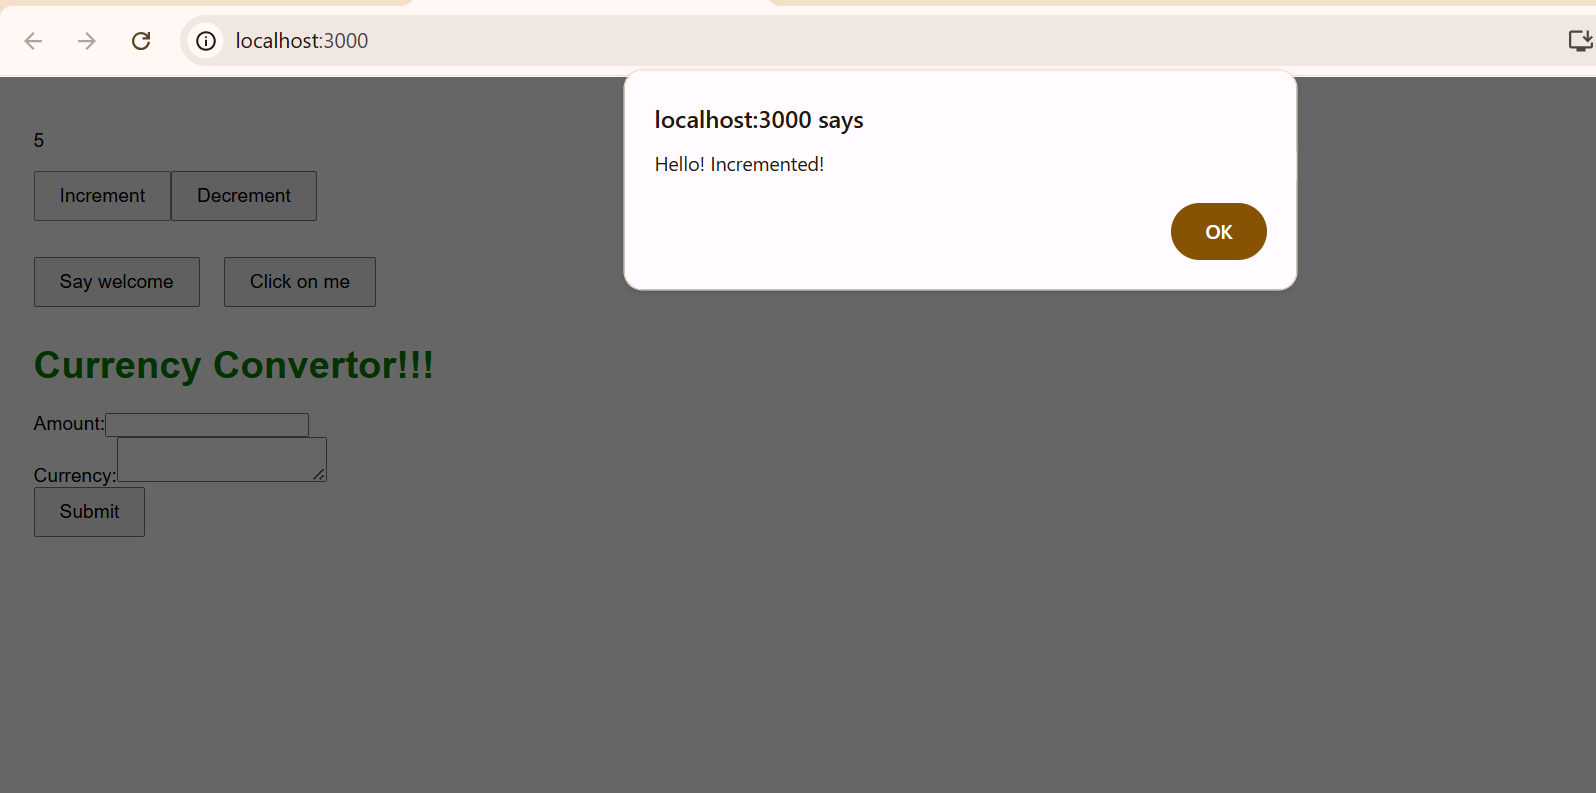 localhost:3000
localhost:3000 says
Hello! Incremented!
OK
5
Increment Decrement
Say welcome Click on me
Currency Convertor!!!
Amount:
Currency:
Submit